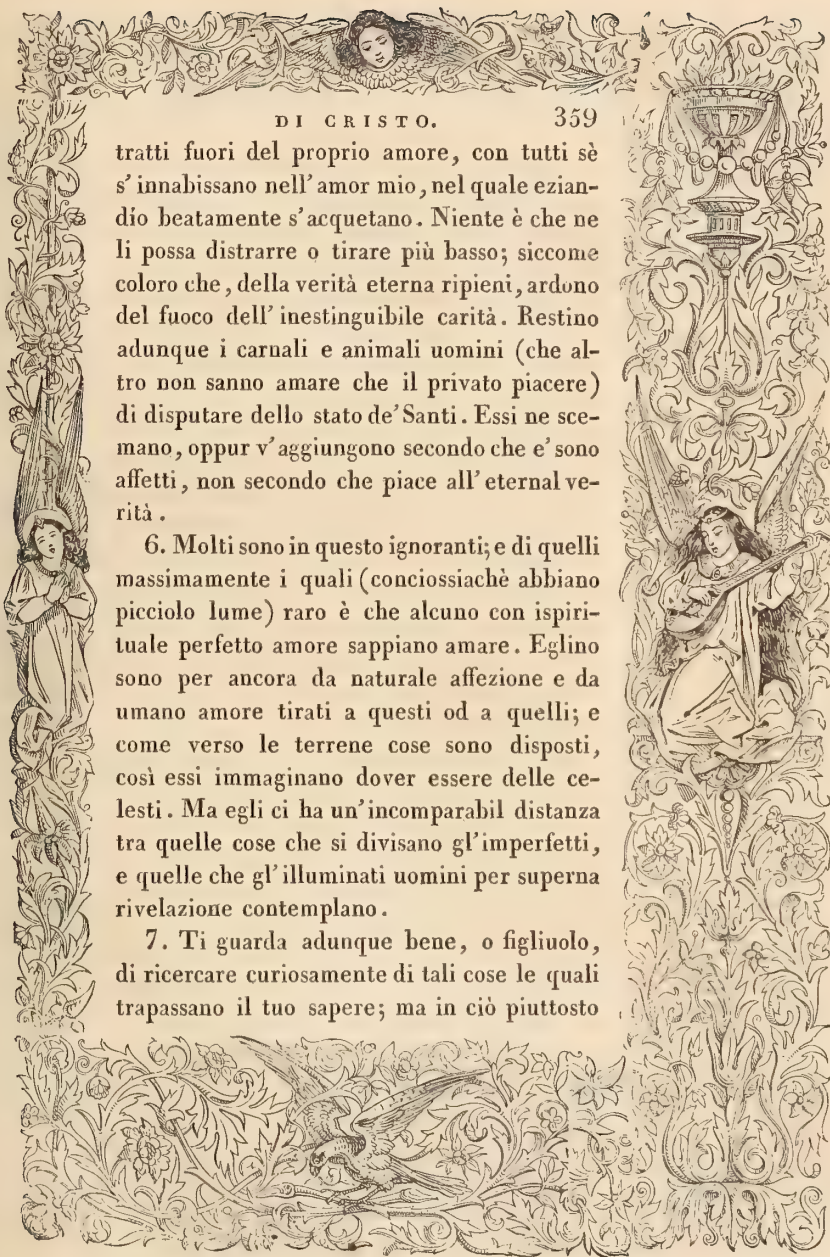 DI CRISTO. 359
tratti fuori del proprio amore, con tutti sè
s' innabissano nell' amor mio, nel quale ezian-
dío beatamente s'acquetano. Niente è che ne
li possa distrarre o tirare più basso; siccome
coloro che, della verità eterna ripieni, ardono
del fuoco dell' inestinguibile carità. Restino
adunque i carnali e animali uomini (che al-
tro non sanno amare che il privato piacere)
di disputare dello stato de' Santi. Essi ne sce-
mano, oppur v' aggiungono secondo che e' sono
affetti, non secondo che piace all' eternal ve-
rità.
6. Molti sono in questo ignoranti; e di quelli
massimamente i quali (conciossiachè abbiano
picciolo lume) raro è che alcuno con ispiri-
tuale perfetto amore sappiano amare. Eglino
sono per ancora da naturale affezione e da
umano amore tirati a questi od a quelli; e
come verso le terrene cose sono disposti,
così essi immaginano dover essere delle ce-
lesti. Ma egli ci ha un' incomparabil distanza
tra quelle cose che si divisano gl' imperfetti,
e quelle che gl' illuminati uomini per superna
rivelazione contemplano.
7. Ti guarda adunque bene, o figliuolo,
di ricercare curiosamente di tali cose le quali
trapassano il tuo sapere; ma in ciò piuttosto